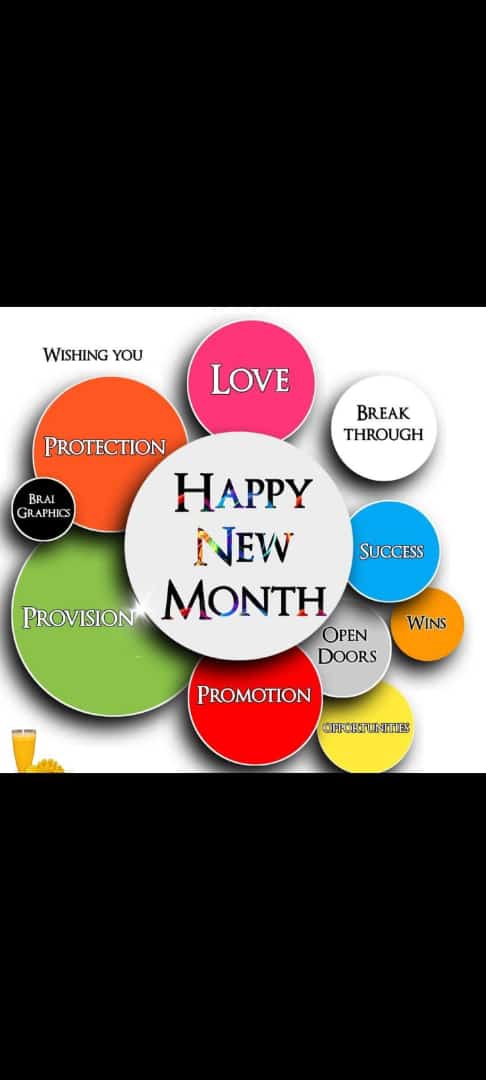 WISHING YOU
LOVE
BREAK
THROUGH
PROTECTION
BRAI
GRAPHICS
HAPPY
NEW
MONTH
SUCCESS
PROVISION
WINS
OPEN
DOORS
PROMOTION
OPPORTUNITIES